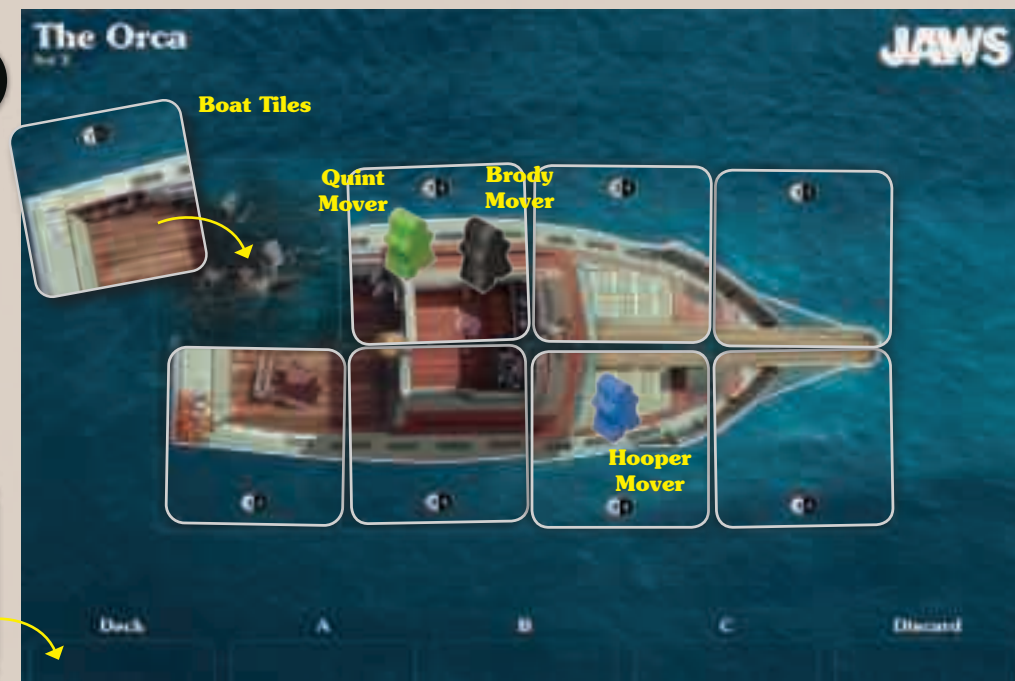 The Orca
JAWS
Boat Tiles
Quint
Mover
Brody
Mover
Hooper
Mover
Deck
A
B
C
Discard